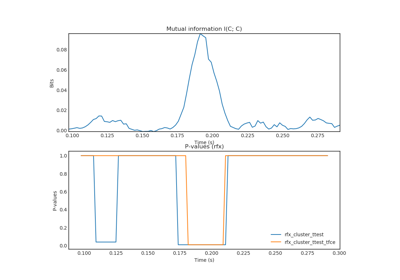 Mutual information I(C; C)
0.08
0.06
0.04
0.02
0.00
Bits
0.100 0.125 0.150 0.175 0.200 0.225 0.250 0.275
Time (s)
P-values (rfx)
1.0
0.8
0.6
0.4
0.2
0.0
P-values
rfx_cluster_ttest
rfx_cluster_ttest_tfce
0.100 0.125 0.150 0.175 0.200 0.225 0.250 0.275 0.300
Time (s)